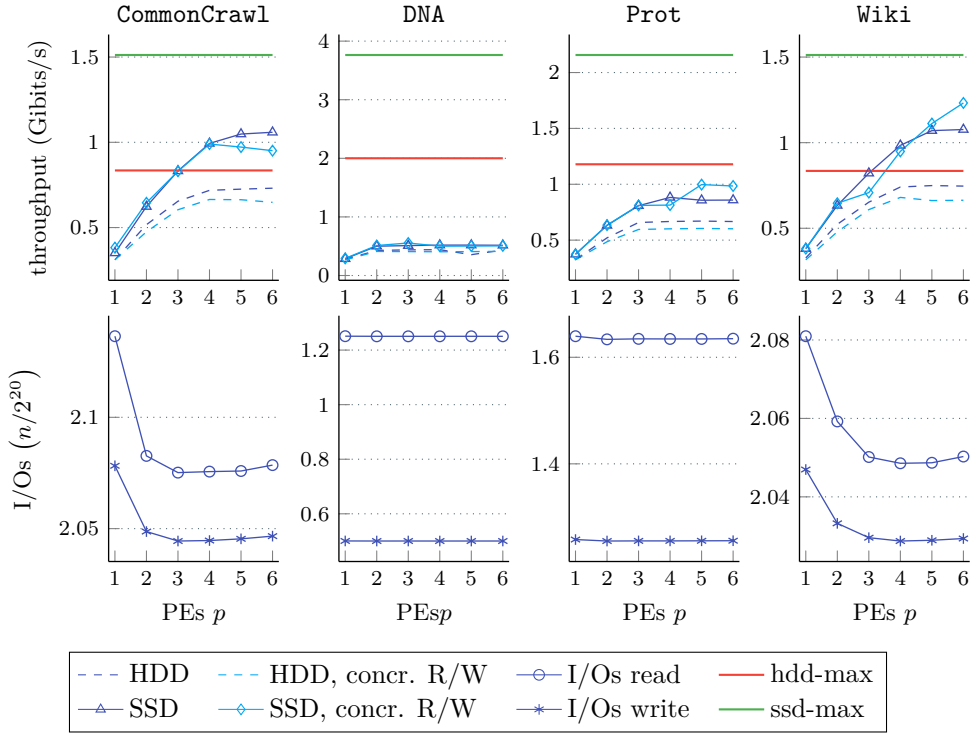 CommonCrawl DNA Prot Wiki
throughput (Gibits/s)
1.5
1
0.5
1 2 3 4 5 6
4
3
2
1
0
1 2 3 4 5 6
2
1.5
1
0.5
1 2 3 4 5 6
1.5
1
0.5
1 2 3 4 5 6
I/Os (n/2^20)
2.1
2.05
1 2 3 4 5 6
PEs p
1.2
1
0.8
0.6
1 2 3 4 5 6
PEsp
1.6
1.4
1 2 3 4 5 6
PEs p
2.08
2.06
2.04
1 2 3 4 5 6
PEs p
HDD HDD, concr. R/W I/Os read hdd-max
SSD SSD, concr. R/W I/Os write ssd-max